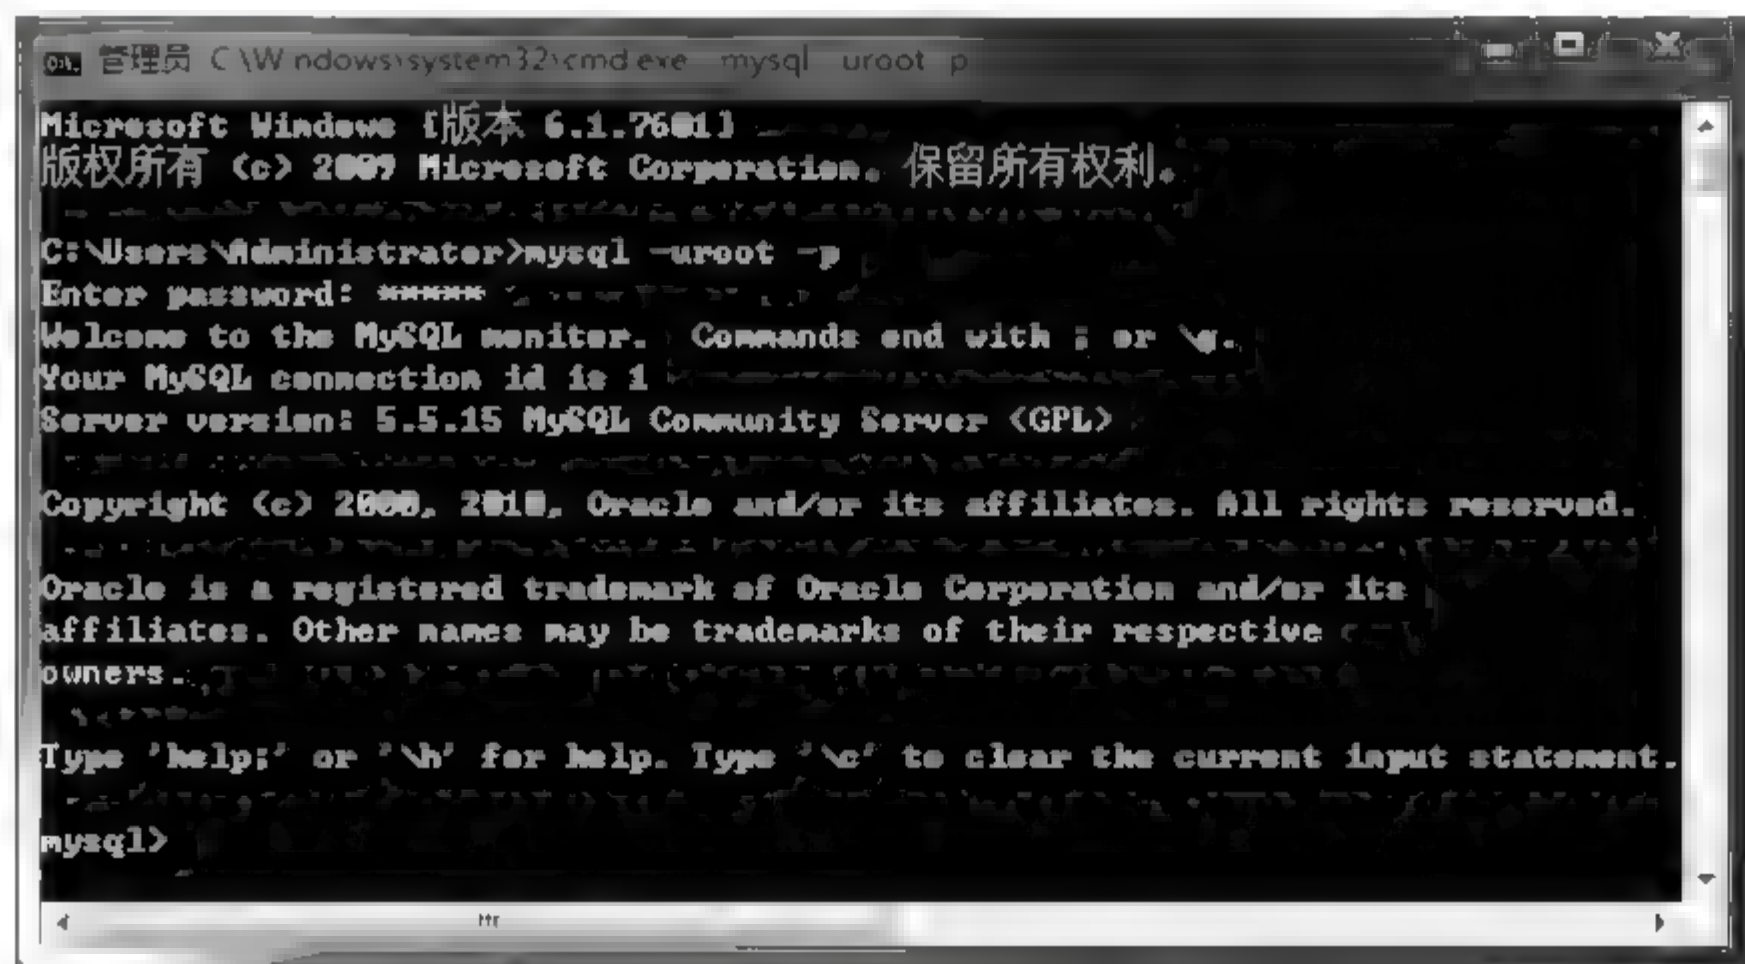 管理员 C:\Windows\system32\cmd.exe mysql uroot p
Microsoft Windows [版本 6.1.7601]
版权所有 (c) 2009 Microsoft Corporation。保留所有权利。
C:\Users\Administrator>mysql -uroot -p
Enter password: *****
Welcome to the MySQL monitor.  Commands end with ; or \g.
Your MySQL connection id is 1
Server version: 5.5.15 MySQL Community Server (GPL)
Copyright (c) 2000, 2010, Oracle and/or its affiliates. All rights reserved.
Oracle is a registered trademark of Oracle Corporation and/or its
affiliates. Other names may be trademarks of their respective
owners.
Type 'help;' or '\h' for help. Type '\c' to clear the current input statement.
mysql>